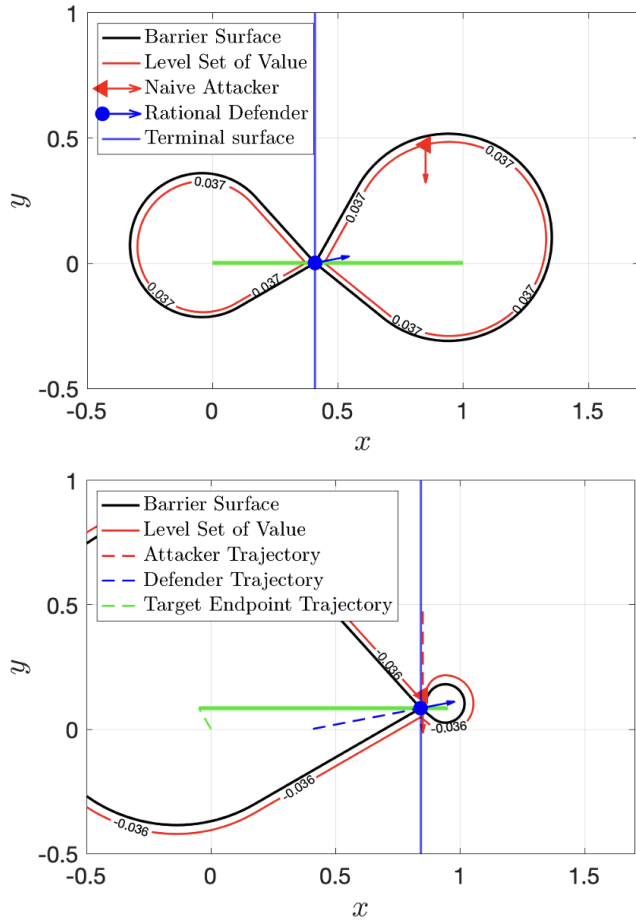 1
Barrier Surface
Level Set of Value
Naive Attacker
Rational Defender
Terminal surface
0.5
y
0
-0.5
0.037
0.037
0.037
0.037
0.037
0.037
0.037
0.037
-0.5
0
0.5
1
1.5
x
1
Barrier Surface
Level Set of Value
Attacker Trajectory
Defender Trajectory
Target Endpoint Trajectory
0.5
y
0
-0.5
-0.036
-0.036
-0.036
-0.036
-0.5
0
0.5
1
1.5
x